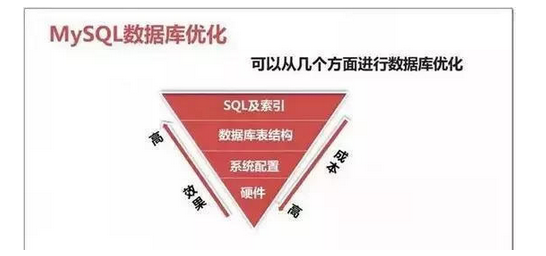 MySQL数据库优化
可以从几个方面进行数据库优化
SQL及索引
数据库表结构
系统配置
硬件
高
效果
成本
高